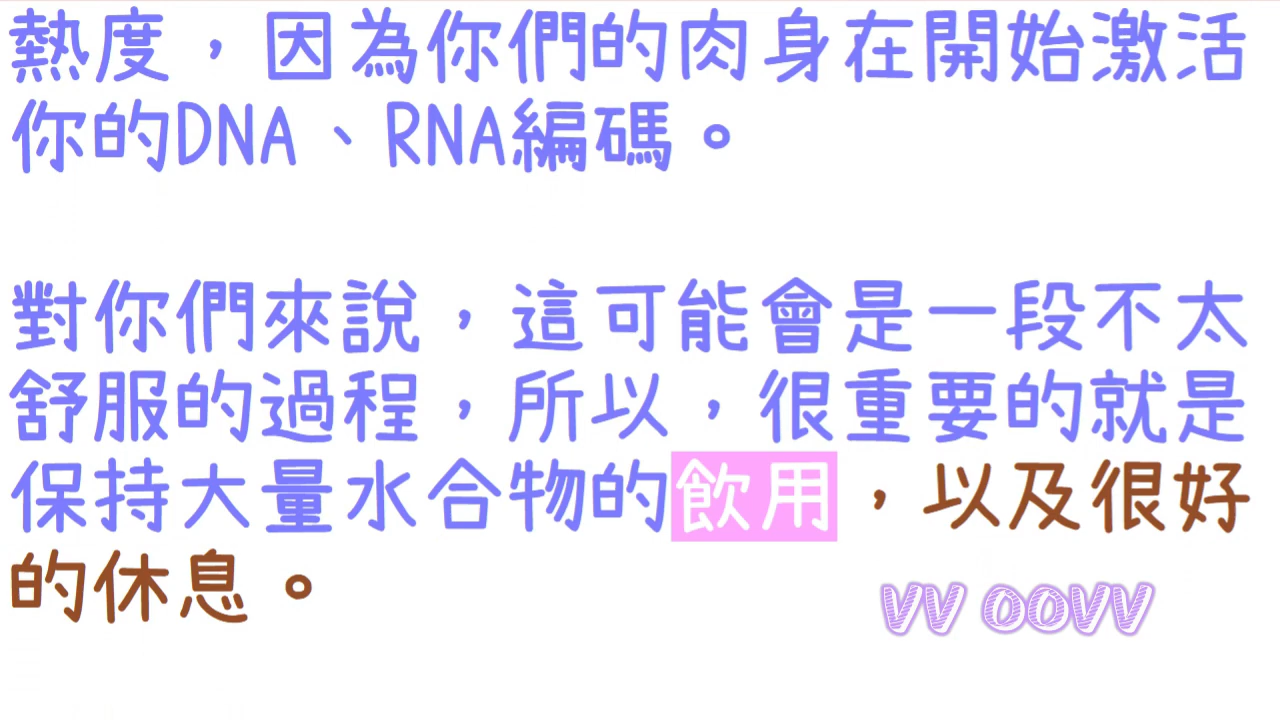 熱度，因為你們的肉身在開始激活
你的DNA、RNA編碼。
對你們來說，這可能會是一段不太
舒服的過程，所以，很重要的就是
保持大量水合物的飲用，以及很好
的休息。
VV OOVV